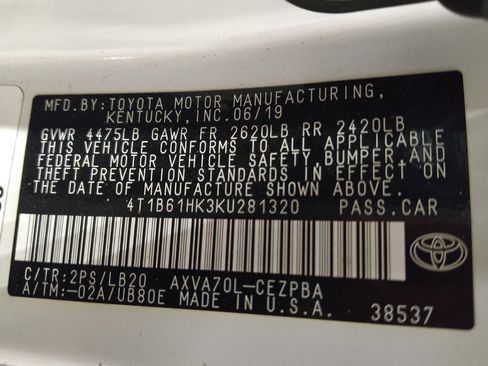 MFD.BY:TOYOTA MOTOR MANUFACTURING,
KENTUCKY, INC.06/19
GVWR 4475LB GAWR FR 2620LB RR 2420LB
THIS VEHICLE CONFORMS TO ALL APPLICABLE
FEDERAL MOTOR VEHICLE SAFETY, BUMPER, AND
THEFT PREVENTION STANDARDS IN EFFECT ON
THE DATE OF MANUFACTURE SHOWN ABOVE.
4T1B61HK3KU281320 PASS.CAR
C/TR:2PS/LB20 AXVA70L-CEZPBA
A/TM:-02A/UB80E MADE IN U.S.A. 38537